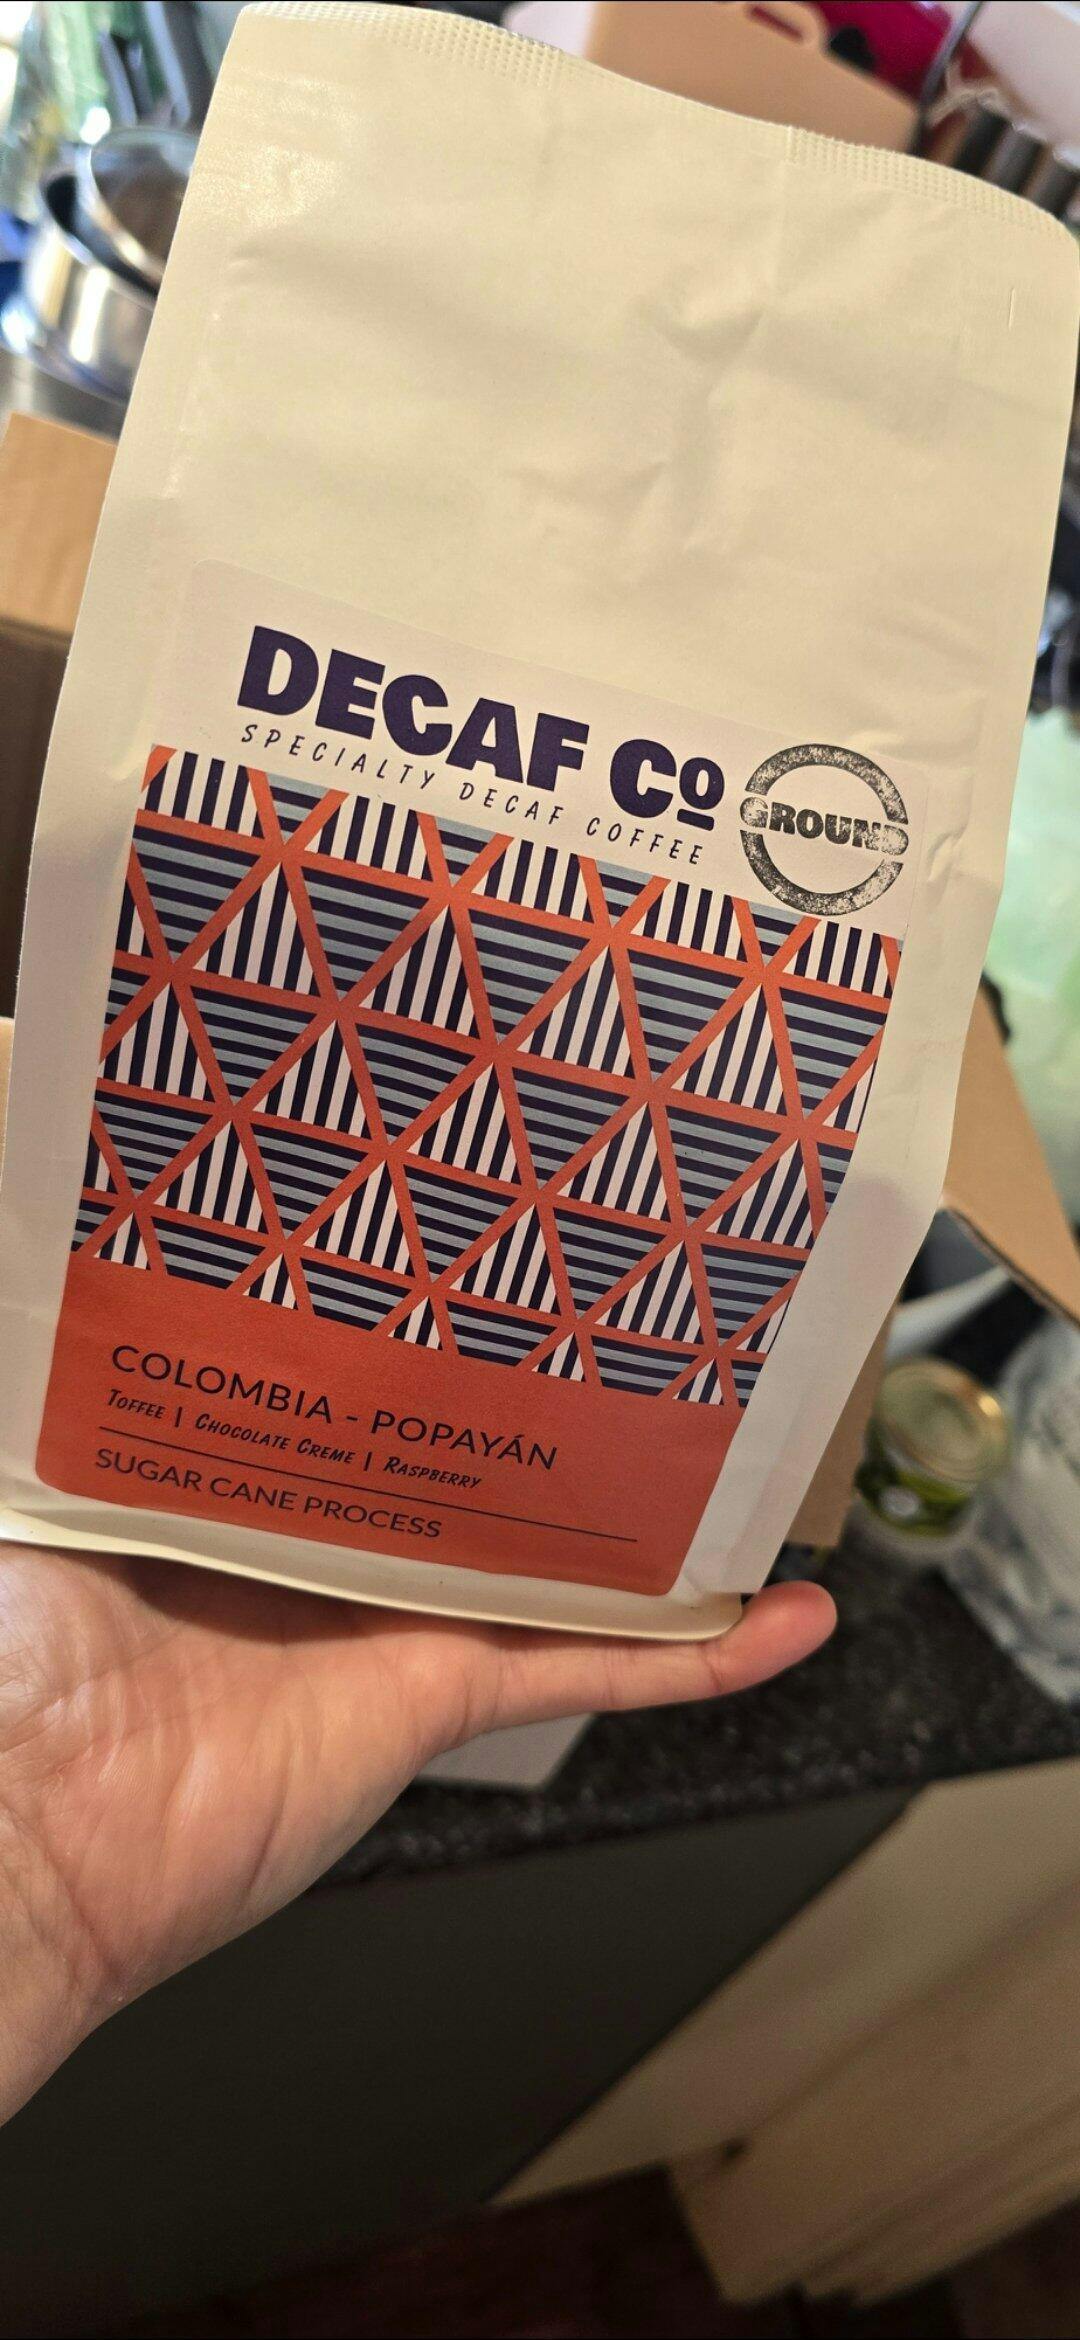 DECAF Co
SPECIALTY DECAF COFFEE
GROUND
COLOMBIA - POPAYÁN
TOFFEE | CHOCOLATE CREME | RASPBERRY
SUGAR CANE PROCESS